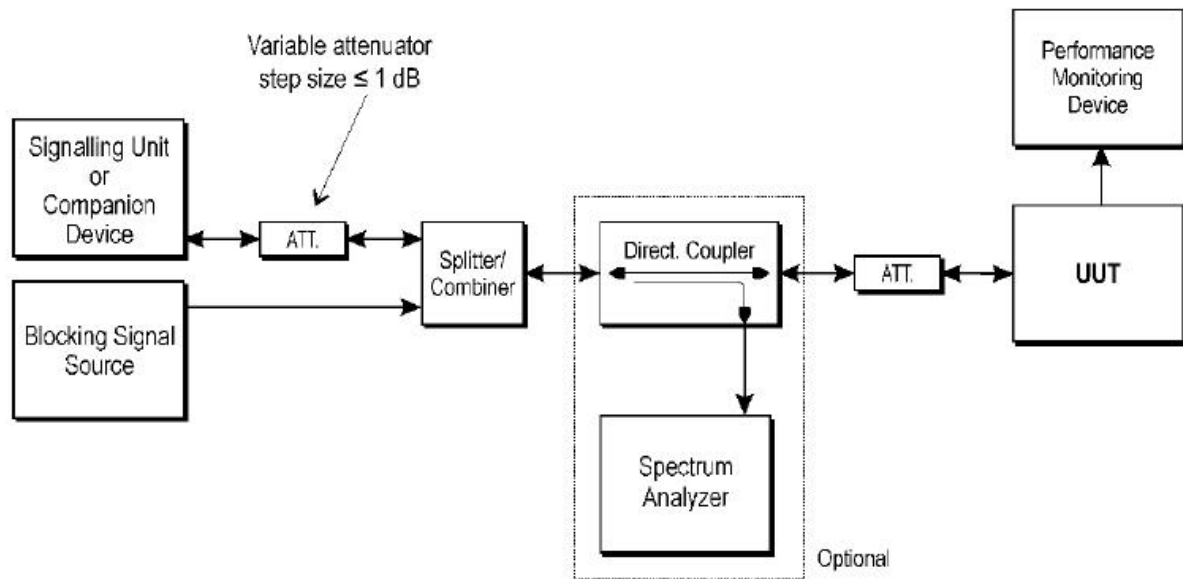 Variable attenuator
step size ≤ 1 dB
Performance
Monitoring
Device
Signalling Unit
or
Companion
Device
ATT.
Splitter/
Combiner
Direct. Coupler
ATT.
UUT
Blocking Signal
Source
Spectrum
Analyzer
Optional